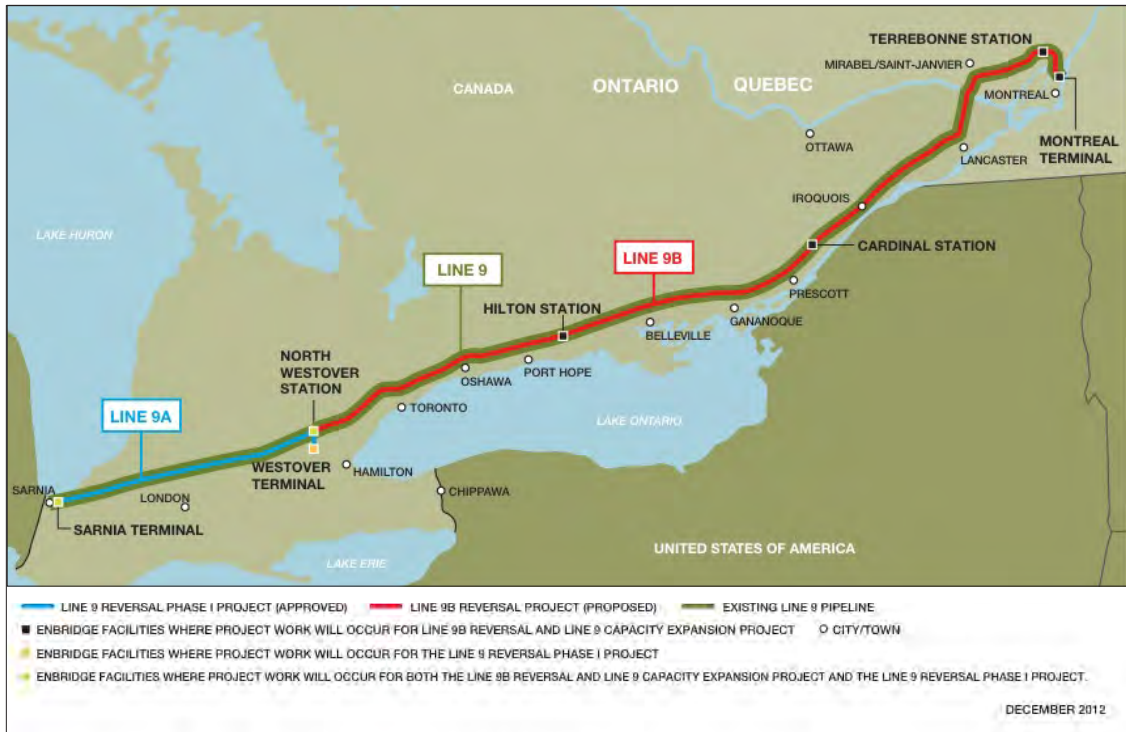 TERREBONNE STATION
MIRABEL/SAINT-JANVIER
CANADA
ONTARIO
QUEBEC
MONTREAL
OTTAWA
MONTREAL
TERMINAL
LANCASTER
IROQUOIS
LAKE HURON
CARDINAL STATION
LINE 9
LINE 9B
PRESCOTT
HILTON STATION
GANANOQUE
BELLEVILLE
NORTH
WESTOVER
STATION
OSHAWA
PORT HOPE
LINE 9A
TORONTO
LAKE ONTARIO
WESTOVER
TERMINAL
HAMILTON
SARNIA
LONDON
CHIPPAWA
SARNIA TERMINAL
UNITED STATES OF AMERICA
LAKE ERIE
LINE 9 REVERSAL PHASE I PROJECT (APPROVED) LINE 9B REVERSAL PROJECT (PROPOSED) EXISTING LINE 9 PIPELINE
ENBRIDGE FACILITIES WHERE PROJECT WORK WILL OCCUR FOR LINE 9B REVERSAL AND LINE 9 CAPACITY EXPANSION PROJECT CITY/TOWN
ENBRIDGE FACILITIES WHERE PROJECT WORK WILL OCCUR FOR THE LINE 9 REVERSAL PHASE I PROJECT
ENBRIDGE FACILITIES WHERE PROJECT WORK WILL OCCUR FOR BOTH THE LINE 9B REVERSAL AND LINE 9 CAPACITY EXPANSION PROJECT AND THE LINE 9 REVERSAL PHASE I PROJECT.
DECEMBER 2012